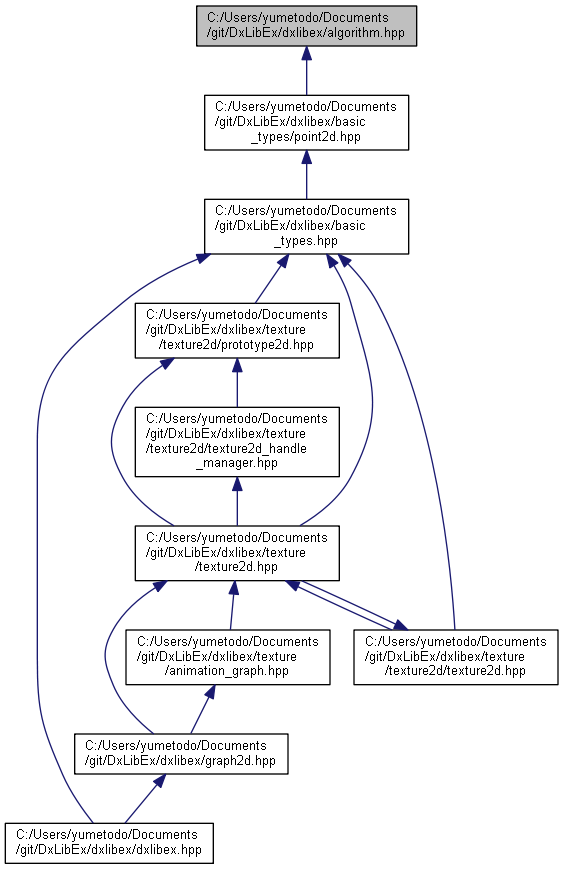 C:/Users/yumetodo/Documents
/git/DxLibEx/dxlibex/algorithm.hpp
C:/Users/yumetodo/Documents
/git/DxLibEx/dxlibex/basic
_types/point2d.hpp
C:/Users/yumetodo/Documents
/git/DxLibEx/dxlibex/basic
_types.hpp
C:/Users/yumetodo/Documents
/git/DxLibEx/dxlibex/texture
/texture2d/prototype2d.hpp
C:/Users/yumetodo/Documents
/git/DxLibEx/dxlibex/texture
/texture2d/texture2d_handle
_manager.hpp
C:/Users/yumetodo/Documents
/git/DxLibEx/dxlibex/texture
/texture2d.hpp
C:/Users/yumetodo/Documents
/git/DxLibEx/dxlibex/texture
/animation_graph.hpp
C:/Users/yumetodo/Documents
/git/DxLibEx/dxlibex/texture
/texture2d/texture2d.hpp
C:/Users/yumetodo/Documents
/git/DxLibEx/dxlibex/graph2d.hpp
C:/Users/yumetodo/Documents
/git/DxLibEx/dxlibex/dxlibex.hpp